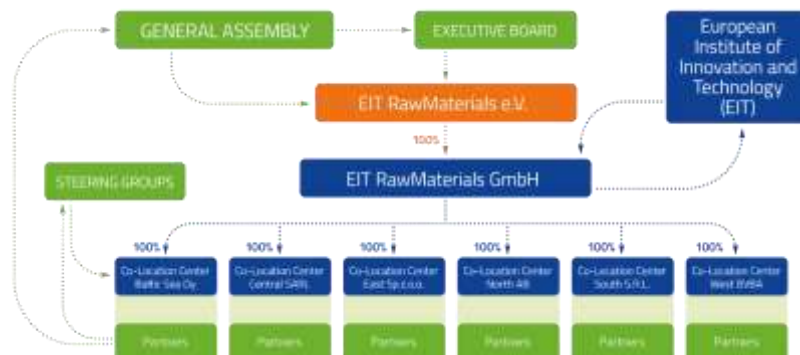 GENERAL ASSEMBLY
EXECUTIVE BOARD
European
Institute of
Innovation and
Technology
(EIT)
EIT RawMaterials e.V.
100%
EIT RawMaterials GmbH
STEERING GROUPS
100%
100%
100%
100%
100%
100%
Co-Location Center
Baltic Sea Oy
Co-Location Center
Central SARL
Co-Location Center
East Sp.z.o.o.
Co-Location Center
North AB
Co-Location Center
South S.R.L.
Co-Location Center
West BVBA
Partners
Partners
Partners
Partners
Partners
Partners